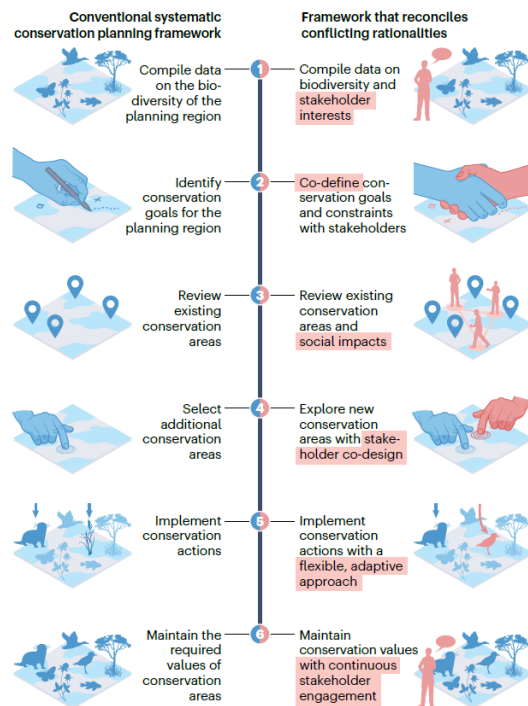 Conventional systematic
conservation planning framework
Framework that reconciles
conflicting rationalities
1
Compile data
on the bio-
diversity of the
planning region
Compile data on
biodiversity and
stakeholder
interests
2
Identify
conservation
goals for the
planning region
Co-define con-
servation goals
and constraints
with stakeholders
3
Review
existing
conservation
areas
Review existing
conservation
areas and
social impacts
4
Select
additional
conservation
areas
Explore new
conservation
areas with stake-
holder co-design
5
Implement
conservation
actions
Implement
conservation
actions with a
flexible, adaptive
approach
6
Maintain the
required
values of
conservation
areas
Maintain
conservation values
with continuous
stakeholder
engagement